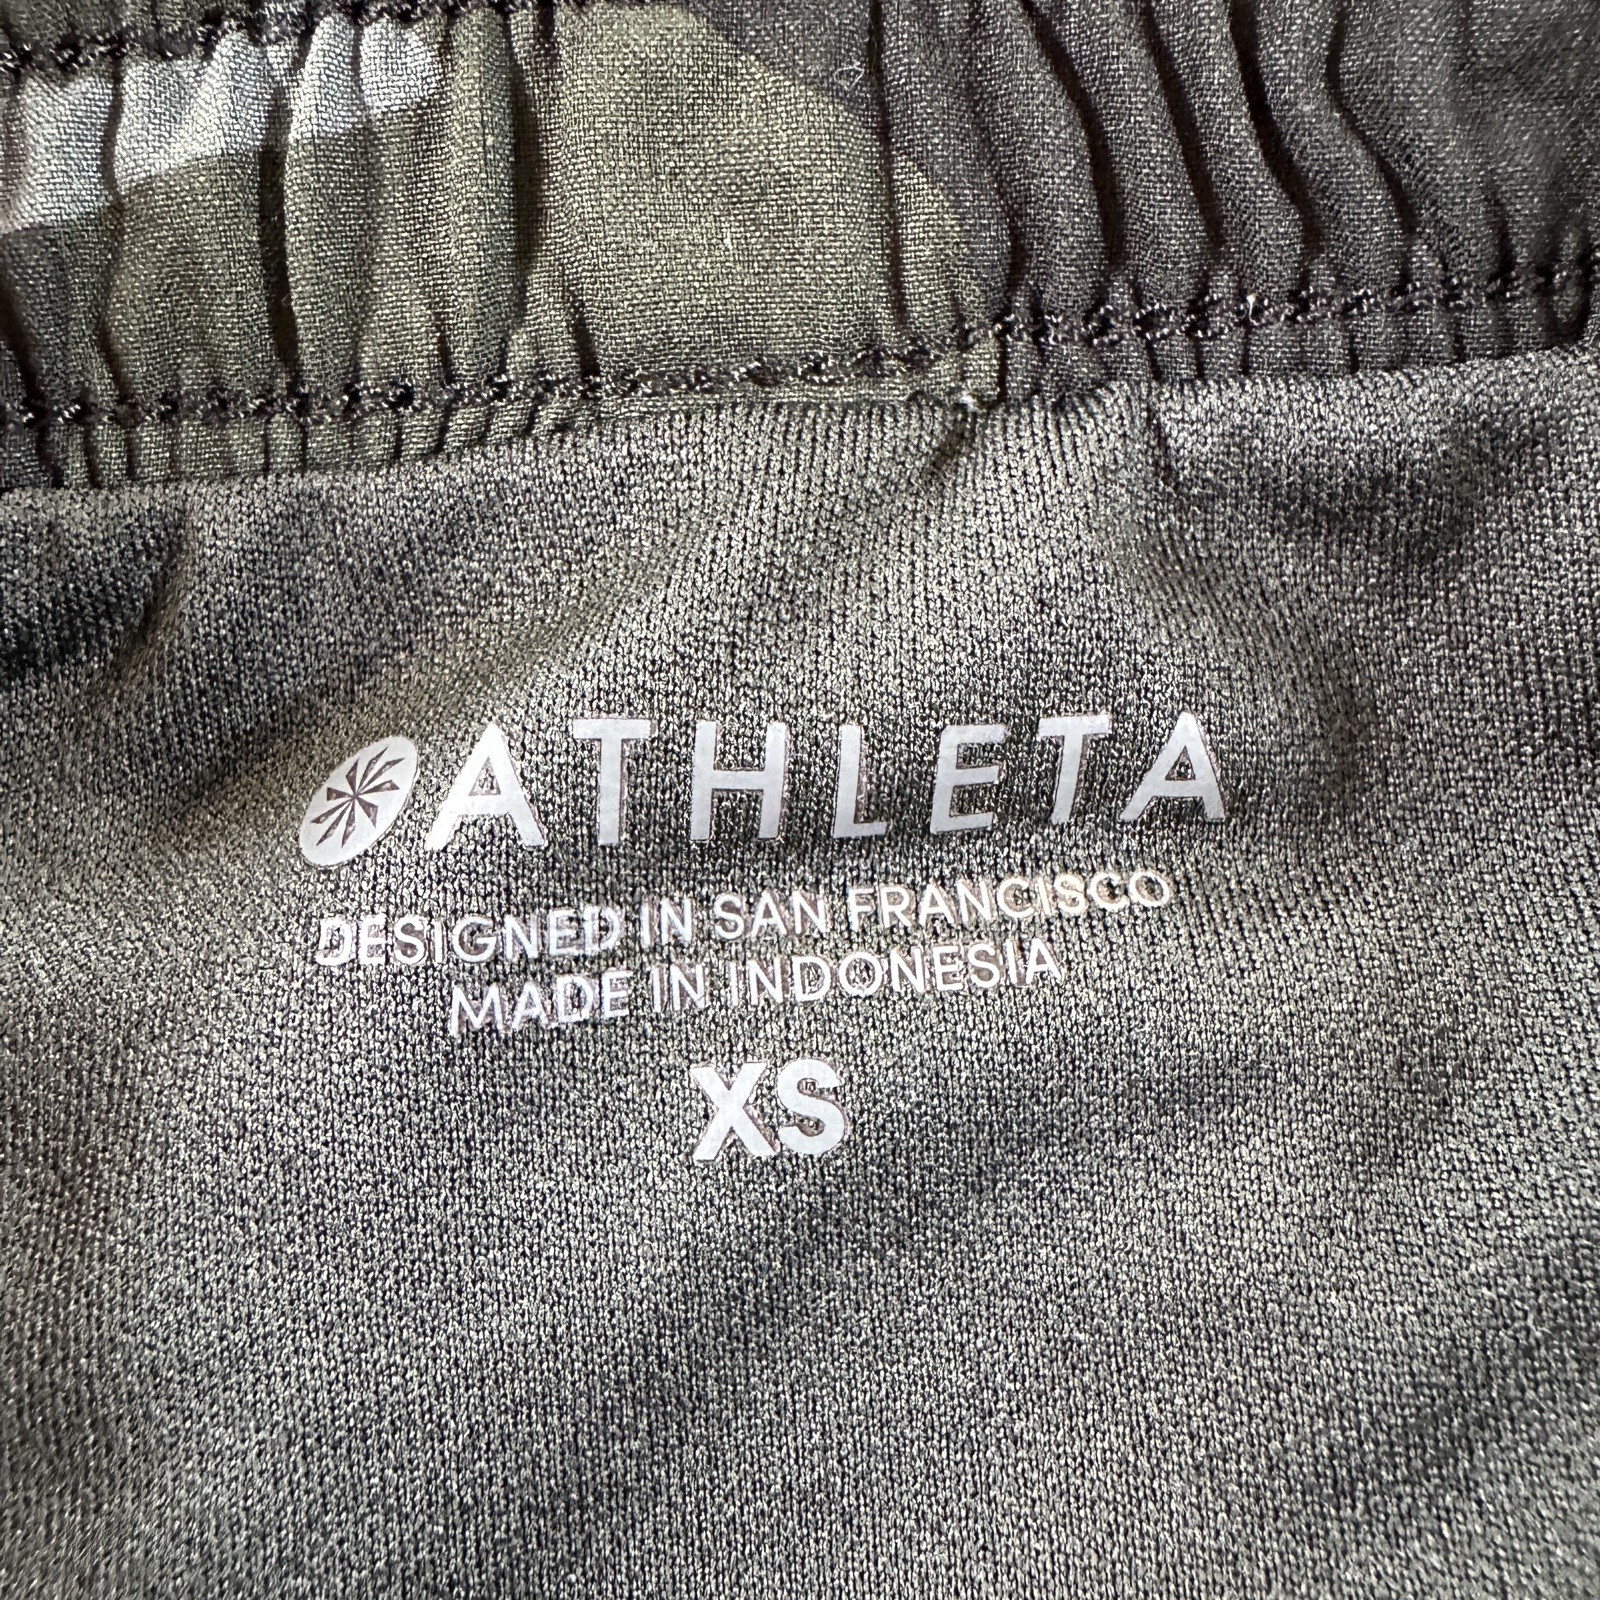 ATHLETA
DESIGNED IN SAN FRANCISCO
MADE IN INDONESIA
XS